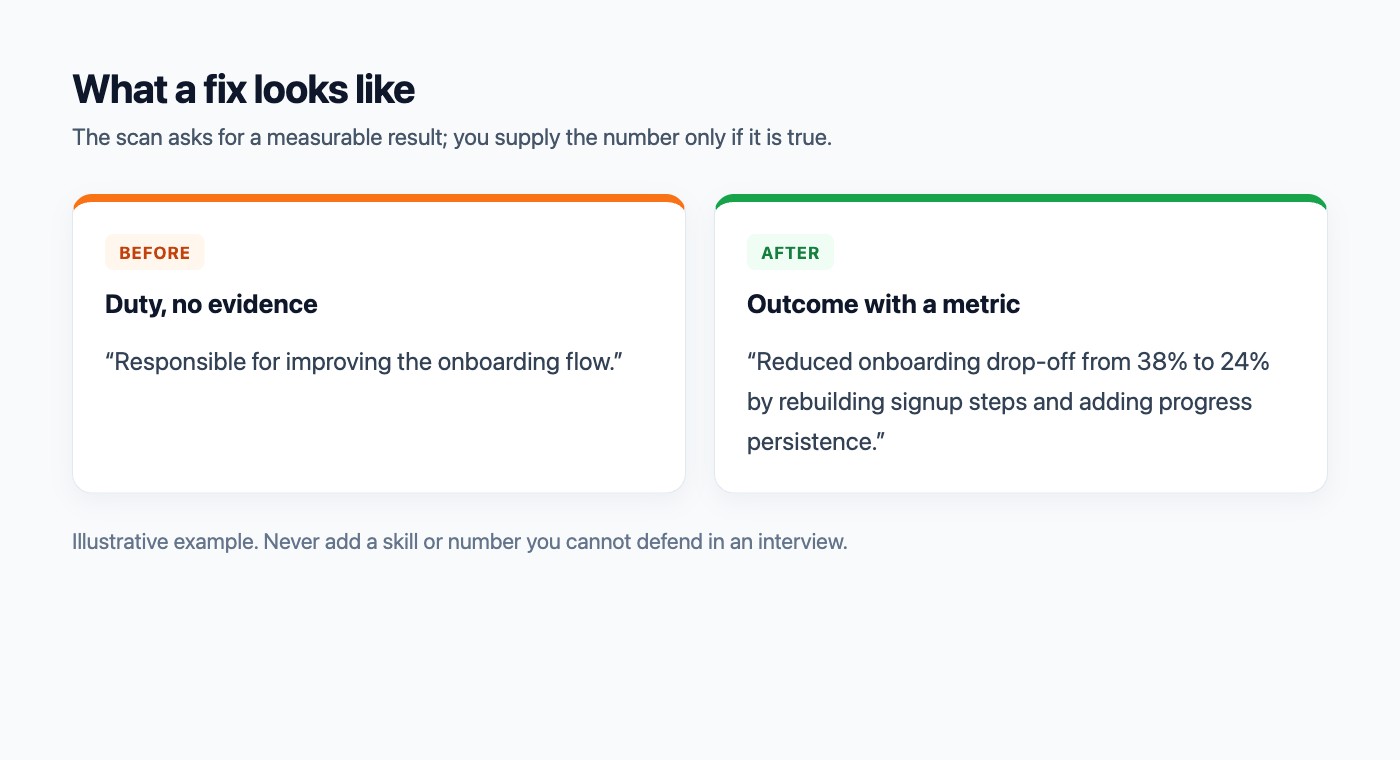 What a fix looks like
The scan asks for a measurable result; you supply the number only if it is true.
BEFORE
Duty, no evidence
“Responsible for improving the onboarding flow.”
AFTER
Outcome with a metric
“Reduced onboarding drop-off from 38% to 24%
by rebuilding signup steps and adding progress
persistence.”
Illustrative example. Never add a skill or number you cannot defend in an interview.